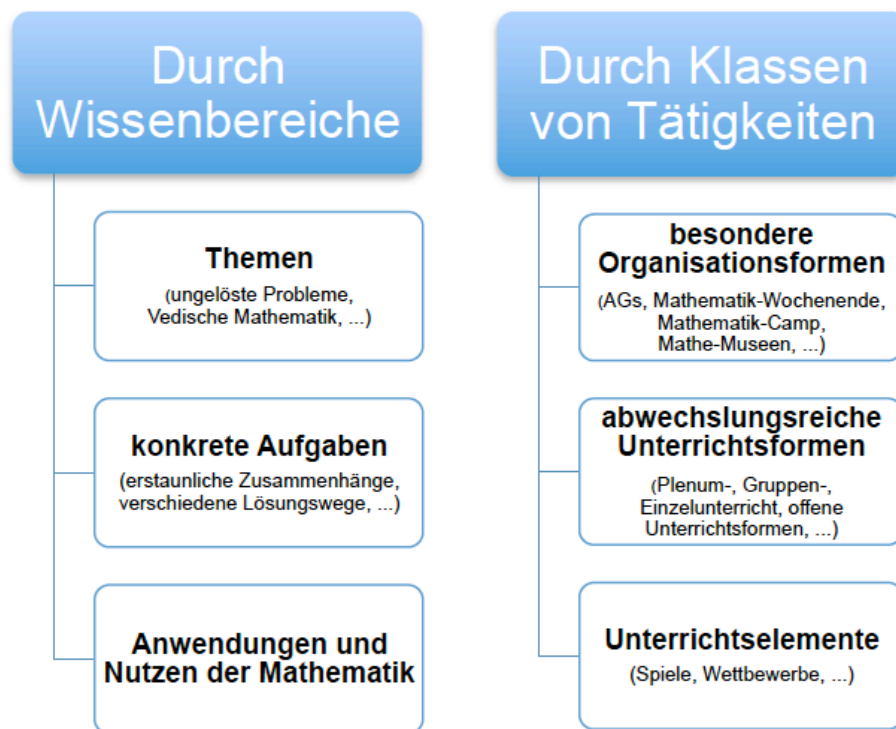 Durch
Wissenbereiche
Themen
(ungelöste Probleme,
Vedische Mathematik, ...)
konkrete Aufgaben
(erstaunliche Zusammenhänge,
verschiedene Lösungswege, ...)
Anwendungen und
Nutzen der Mathematik
Durch Klassen
von Tätigkeiten
besondere
Organisationsformen
(AGs, Mathematik-Wochenende,
Mathematik-Camp,
Mathe-Museen, ...)
abwechslungsreiche
Unterrichtsformen
(Plenum-, Gruppen-,
Einzelunterricht, offene
Unterrichtsformen, ...)
Unterrichtselemente
(Spiele, Wettbewerbe, ...)